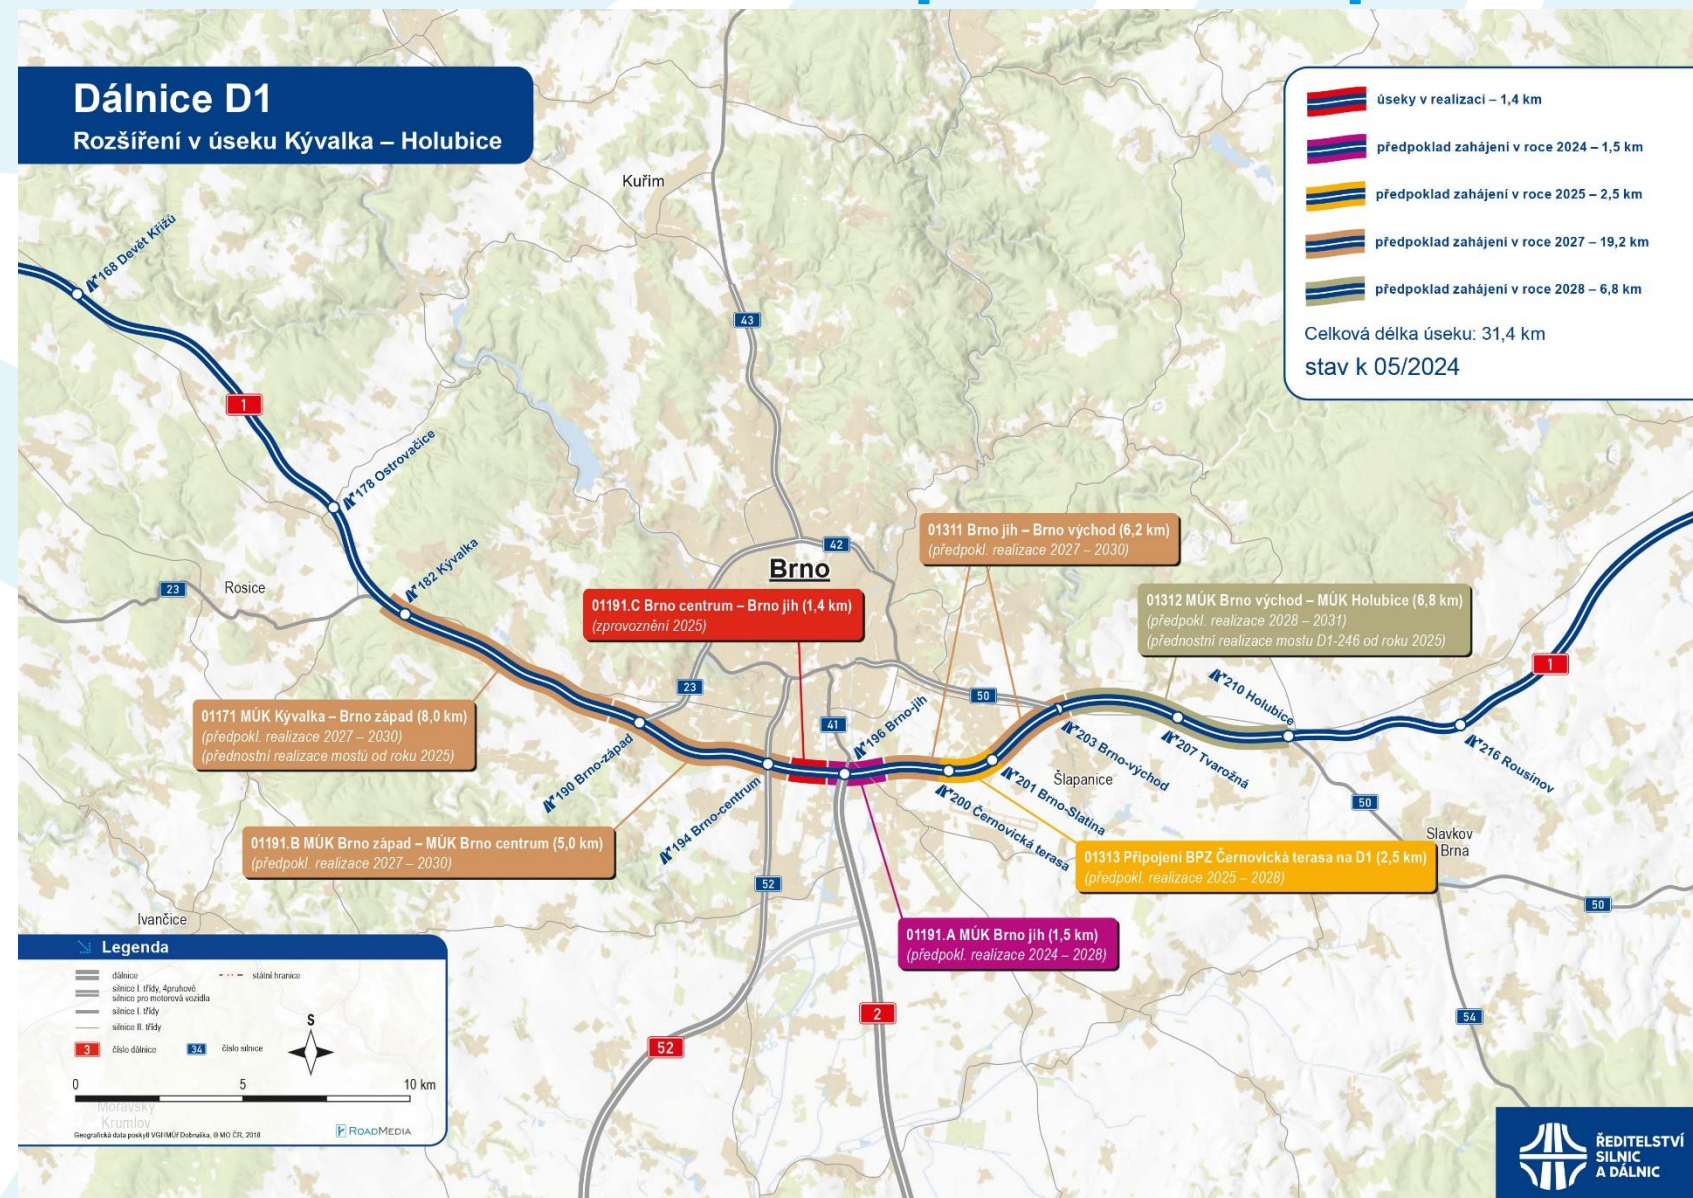 Dálnice D1
Rozšíření v úseku Kývalka – Holubice
úseky v realizaci – 1,4 km
předpoklad zahájení v roce 2024 – 1,5 km
předpoklad zahájení v roce 2025 – 2,5 km
předpoklad zahájení v roce 2027 – 19,2 km
předpoklad zahájení v roce 2028 – 6,8 km
Celková délka úseku: 31,4 km
stav k 05/2024
Kuřim
168 Devět Křížů
43
1
178 Ostrovačice
42
Brno
182 Kývalka
23
Rosice
01311 Brno jih – Brno východ (6,2 km)
(předpokl. realizace 2027 – 2030)
01191.C Brno centrum – Brno jih (1,4 km)
(zprovoznění 2025)
01312 MÚK Brno východ – MÚK Holubice (6,8 km)
(předpokl. realizace 2028 – 2031)
(přednostní realizace mostu D1-246 od roku 2025)
1
23
50
210 Holubice
01171 MÚK Kývalka – Brno západ (8,0 km)
(předpokl. realizace 2027 – 2030)
(přednostní realizace mostů od roku 2025)
41
196 Brno-jih
190 Brno-západ
203 Brno-východ
207 Tvarožná
216 Rousínov
Šlapanice
194 Brno-centrum
201 Brno-Slatina
200 Černovická terasa
50
Slavkov
u Brna
01191.B MÚK Brno západ – MÚK Brno centrum (5,0 km)
(předpokl. realizace 2027 – 2030)
01313 Připojení BPZ Černovická terasa na D1 (2,5 km)
(předpokl. realizace 2025 – 2028)
52
50
Ivančice
01191.A MÚK Brno jih (1,5 km)
(předpokl. realizace 2024 – 2028)
2
54
52
Legenda
dálnice
státní hranice
silnice I. třídy, 4pruhové
silnice pro motorová vozidla
silnice I. třídy
silnice II. třídy
3 číslo dálnice
34 číslo silnice
S
0 5 10 km
Moravský
Krumlov
Geografická data poskytl VGHMÚř Dobruška, © MO ČR, 2018
ROADMEDIA
ŘEDITELSTVÍ
SILNIC
A DÁLNIC